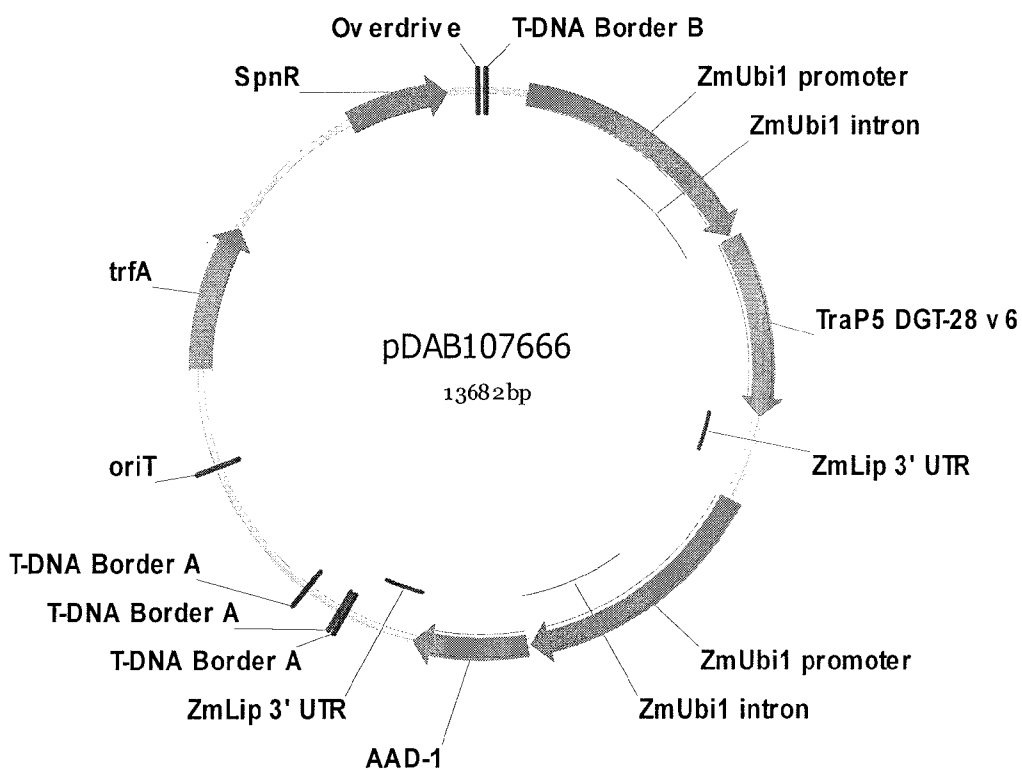 Overdrive
T-DNA Border B
SpnR
ZmUbi1 promoter
ZmUbi1 intron
trfA
TraP5 DGT-28 v 6
pDAB107666
13682bp
oriT
ZmLip 3' UTR
T-DNA Border A
T-DNA Border A
T-DNA Border A
ZmUbi1 promoter
ZmLip 3' UTR
ZmUbi1 intron
AAD-1